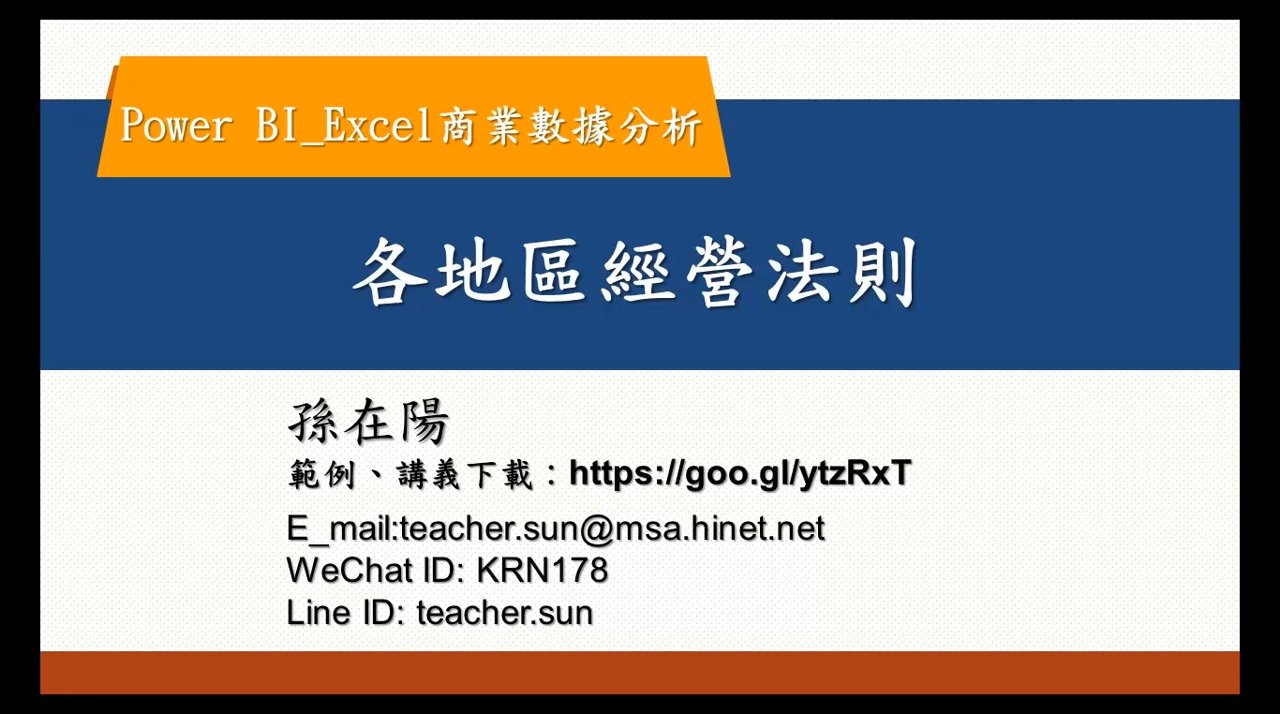 Power BI_Excel商業數據分析
各地區經營法則
孫在陽
範例、講義下載：https://goo.gl/ytzRxT
E_mail:teacher.sun@msa.hinet.net
WeChat ID: KRN178
Line ID: teacher.sun